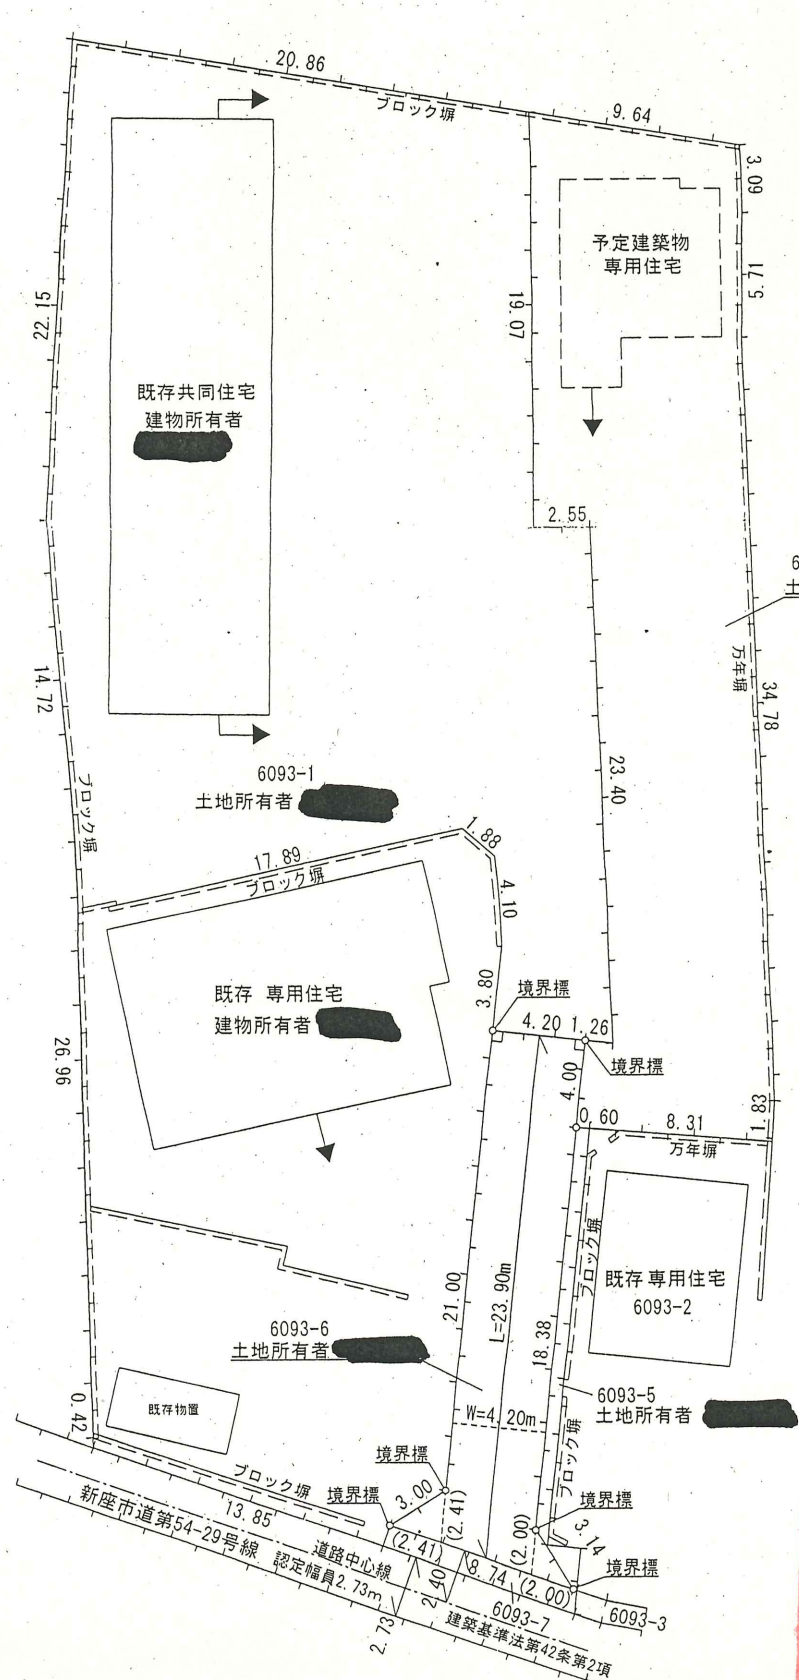 20.86
ブロック塀
9.64
3.09
5.71
予定建築物
専用住宅
19.07
22.15
既存共同住宅
建物所有者
2.55
6
土
万年塀
34.78
14.72
23.40
6093-1
土地所有者
ブロック塀
17.89
ブロック塀
1.88
4.10
3.80
既存 専用住宅
建物所有者
境界標
4.20
1.26
境界標
4.00
26.96
0.60
8.31
1.83
万年塀
ブロック塀
既存 専用住宅
6093-2
21.00
L=23.90m
18.38
6093-6
土地所有者
6093-5
土地所有者
W=4.20m
既存物置
0.42
ブロック塀
境界標
境界標
3.00
(2.41)
ブロック塀
境界標
3.14
(2.00)
境界標
13.85
(2.41)
8.74
(2.00)
新座市道第54-29号線
道路中心線
認定幅員2.73m
2.40
2.73
6093-7
6093-3
建築基準法第42条第2項